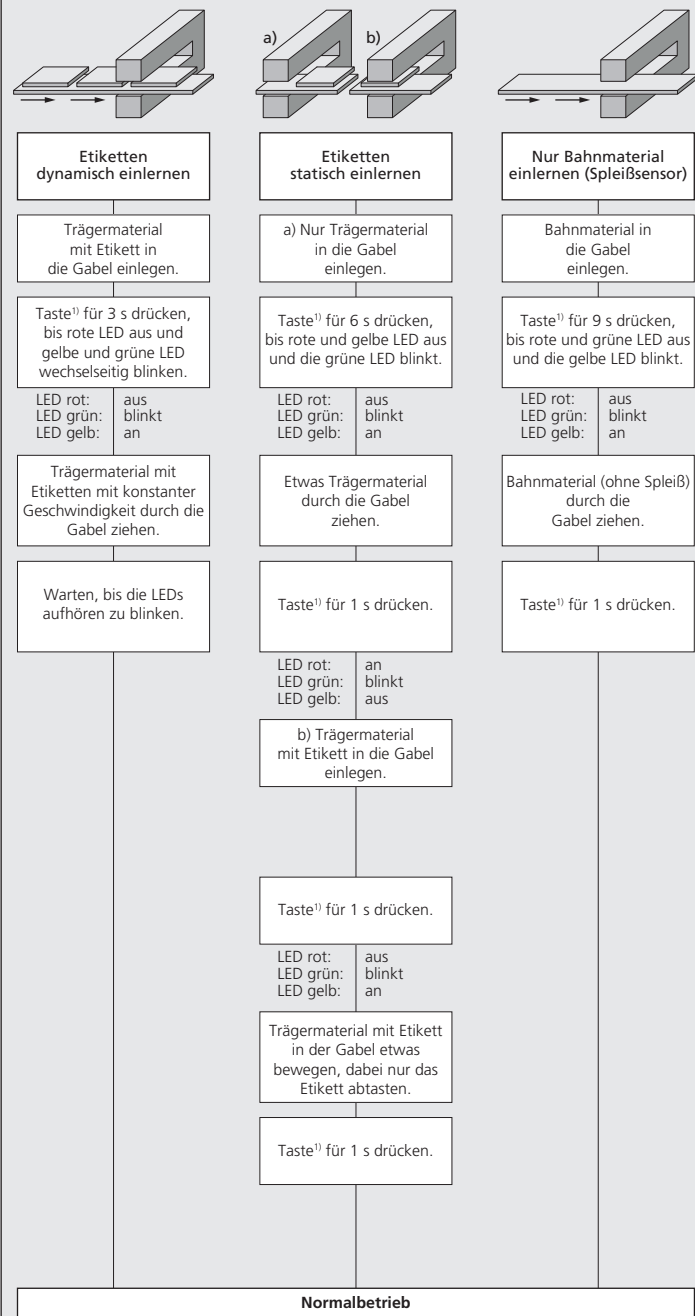 a)
b)
Etiketten
dynamisch einlernen
Trägermaterial
mit Etikett in
die Gabel einlegen.
Taste¹⁾ für 3 s drücken,
bis rote LED aus und
gelbe und grüne LED
wechselseitig blinken.
LED rot: aus
LED grün: blinkt
LED gelb: an
Trägermaterial mit
Etiketten mit konstanter
Geschwindigkeit durch die
Gabel ziehen.
Warten, bis die LEDs
aufhören zu blinken.
Etiketten
statisch einlernen
a) Nur Trägermaterial
in die Gabel
einlegen.
Taste¹⁾ für 6 s drücken,
bis rote und gelbe LED aus
und die grüne LED blinkt.
LED rot: aus
LED grün: blinkt
LED gelb: an
Etwas Trägermaterial
durch die Gabel
ziehen.
Taste¹⁾ für 1 s drücken.
LED rot: an
LED grün: blinkt
LED gelb: aus
b) Trägermaterial
mit Etikett in die Gabel
einlegen.
Taste¹⁾ für 1 s drücken.
LED rot: aus
LED grün: blinkt
LED gelb: an
Trägermaterial mit Etikett
in der Gabel etwas
bewegen, dabei nur das
Etikett abtasten.
Taste¹⁾ für 1 s drücken.
Nur Bahnmaterial
einlernen (Spleißsensor)
Bahnmaterial in
die Gabel
einlegen.
Taste¹⁾ für 9 s drücken,
bis rote und grüne LED aus
und die gelbe LED blinkt.
LED rot: aus
LED grün: blinkt
LED gelb: an
Bahnmaterial (ohne Spleiß)
durch die
Gabel ziehen.
Taste¹⁾ für 1 s drücken.
Normalbetrieb